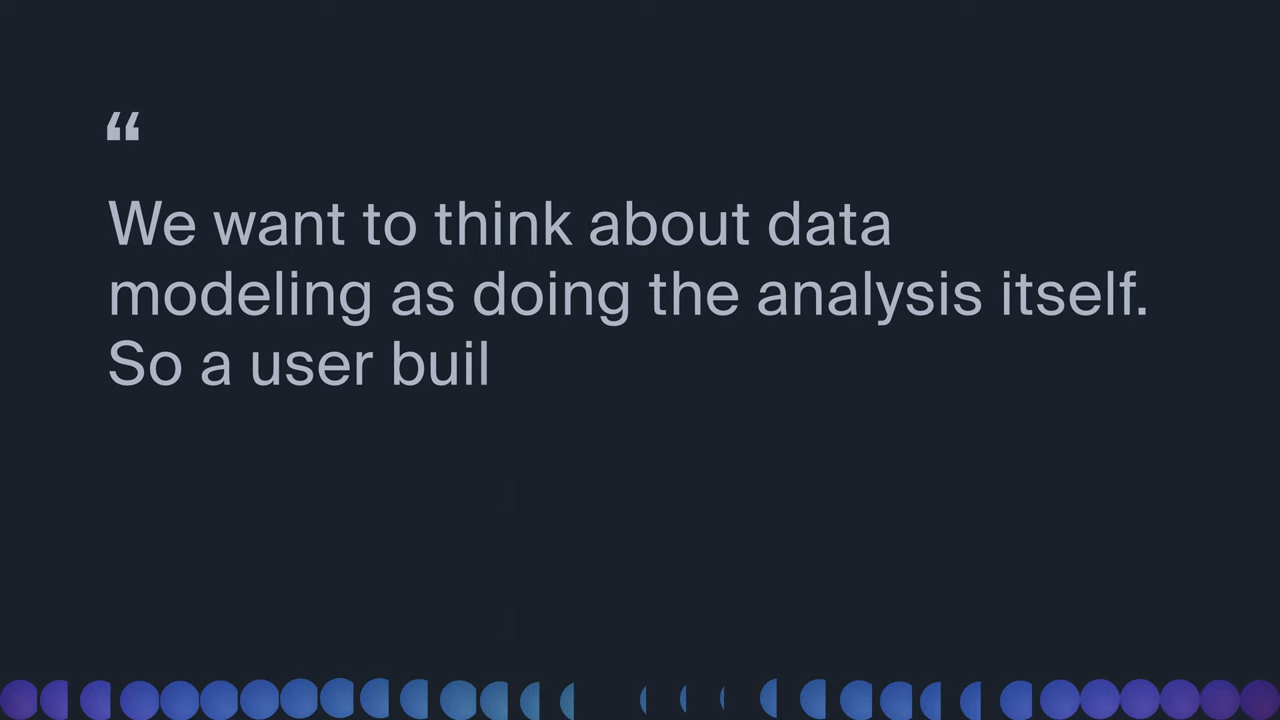 “
We want to think about data
modeling as doing the analysis itself.
So a user buil